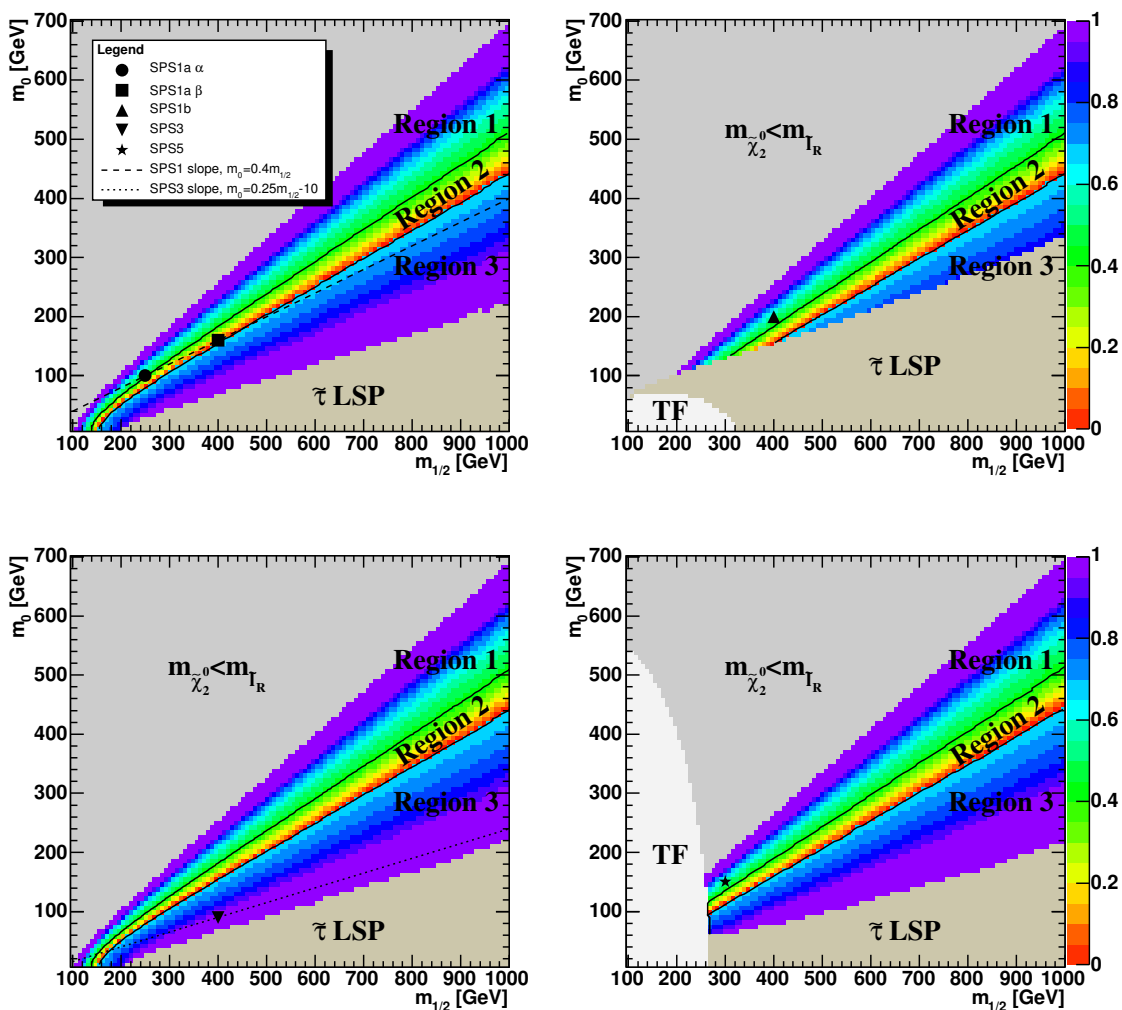 m0 [GeV]
700
600
500
400
300
200
100
Legend
SPS1a α
SPS1a β
SPS1b
SPS3
SPS5
SPS1 slope, m0=0.4m1/2
SPS3 slope, m0=0.25m1/2-10
Region 1
Region 2
Region 3
τ̃ LSP
100 200 300 400 500 600 700 800 900 1000
m1/2 [GeV]
m0 [GeV]
700
600
500
400
300
200
100
mχ̃20<ml̃R
Region 1
Region 2
Region 3
τ̃ LSP
TF
100 200 300 400 500 600 700 800 900 1000
m1/2 [GeV]
1
0.8
0.6
0.4
0.2
0
m0 [GeV]
700
600
500
400
300
200
100
mχ̃20<ml̃R
Region 1
Region 2
Region 3
τ̃ LSP
100 200 300 400 500 600 700 800 900 1000
m1/2 [GeV]
m0 [GeV]
700
600
500
400
300
200
100
mχ̃20<ml̃R
Region 1
Region 2
Region 3
TF
τ̃ LSP
100 200 300 400 500 600 700 800 900 1000
m1/2 [GeV]
1
0.8
0.6
0.4
0.2
0